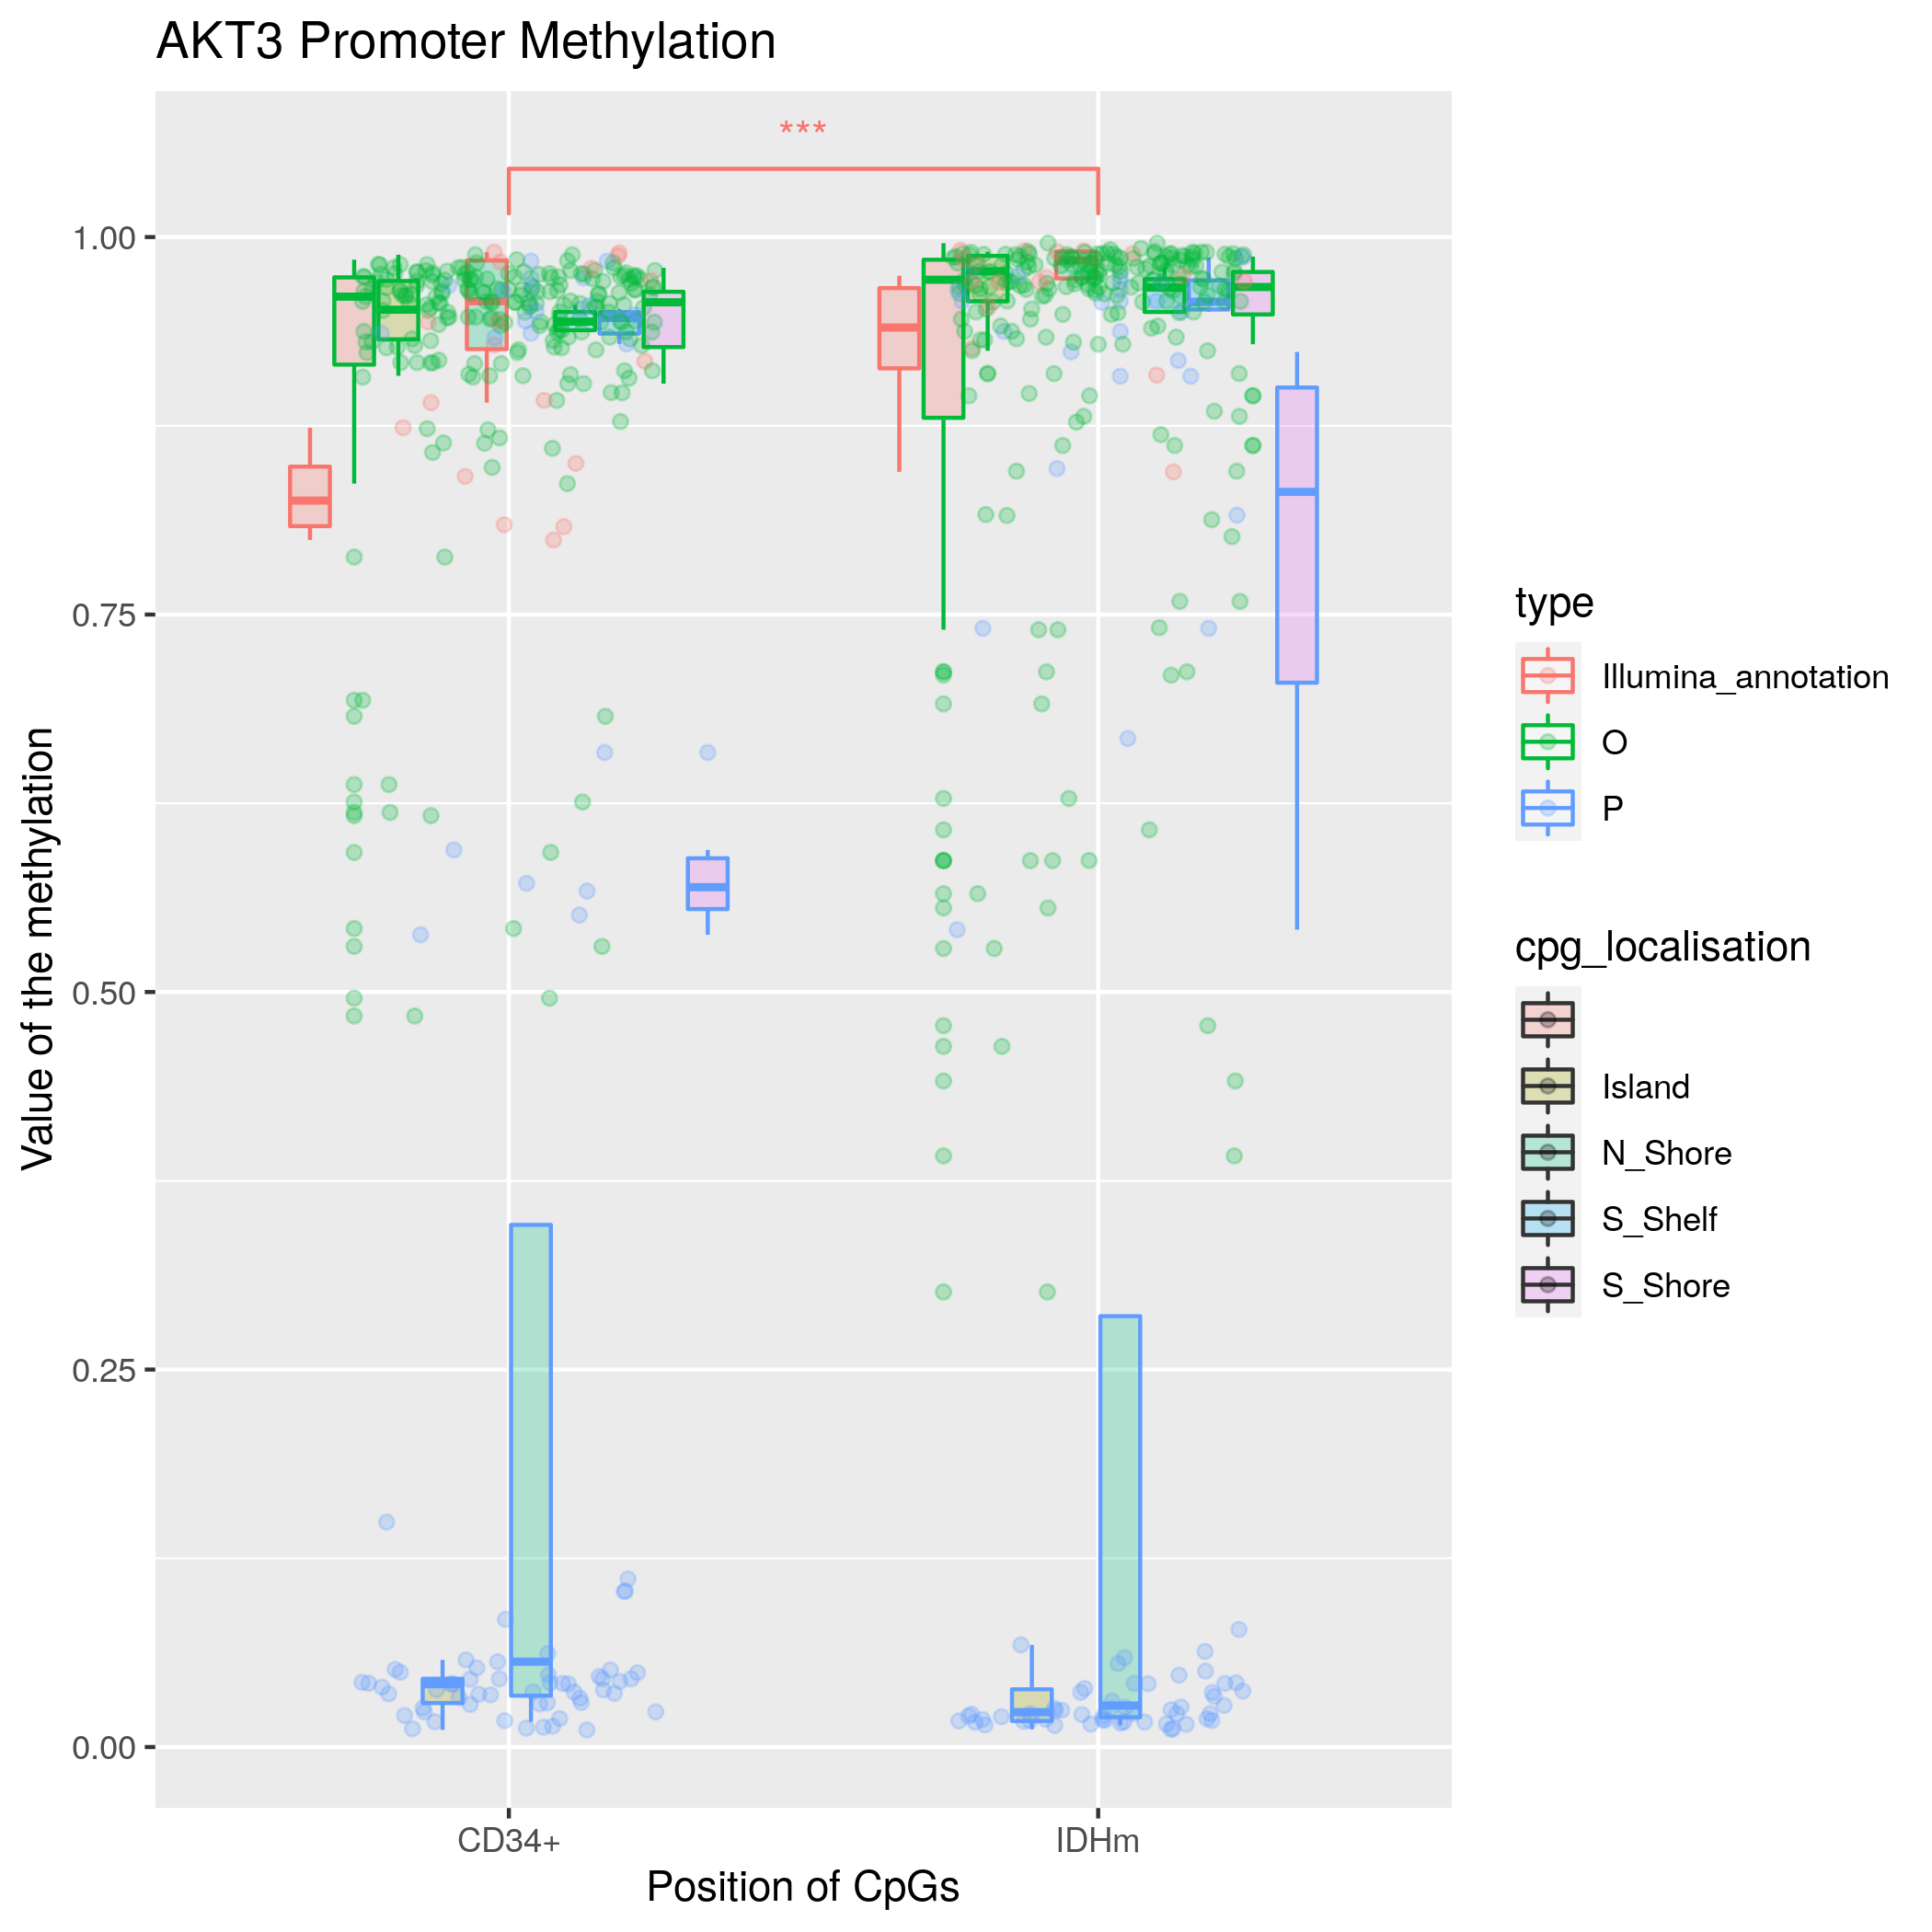 AKT3 Promoter Methylation
***
1.00
0.75
0.50
0.25
0.00
Value of the methylation
CD34+
IDHm
Position of CpGs
type
Illumina_annotation
O
P
cpg_localisation
Island
N_Shore
S_Shelf
S_Shore